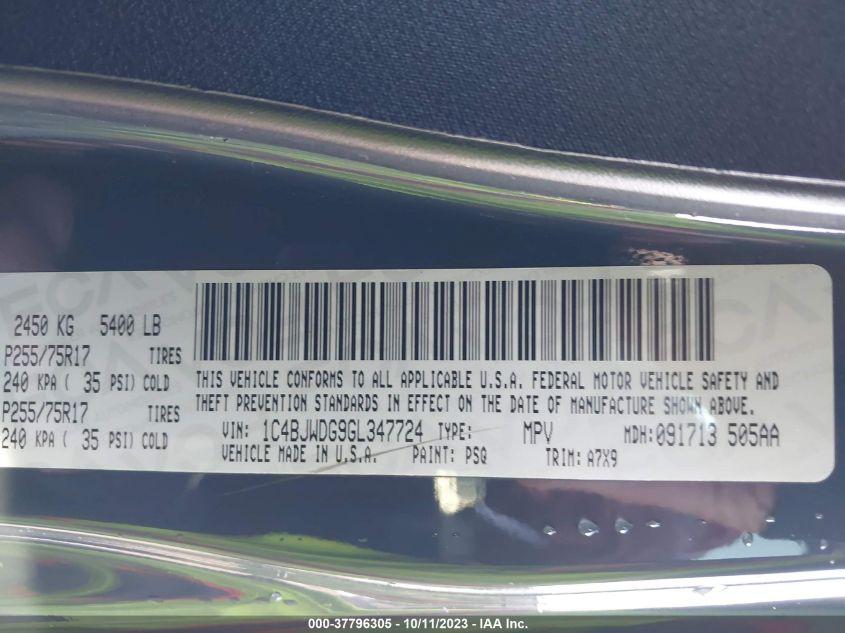 2450 KG 5400 LB
P255/75R17 TIRES
240 KPA ( 35 PSI) COLD
P255/75R17 TIRES
240 KPA ( 35 PSI) COLD
THIS VEHICLE CONFORMS TO ALL APPLICABLE U.S.A. FEDERAL MOTOR VEHICLE SAFETY AND
THEFT PREVENTION STANDARDS IN EFFECT ON THE DATE OF MANUFACTURE SHOWN ABOVE.
VIN: 1C4BJWDG9GL347724 TYPE: MPV MDH:091713 505AA
VEHICLE MADE IN U.S.A. PAINT: PSQ TRIM: A7X9
000-37796305 - 10/11/2023 - IAA Inc.